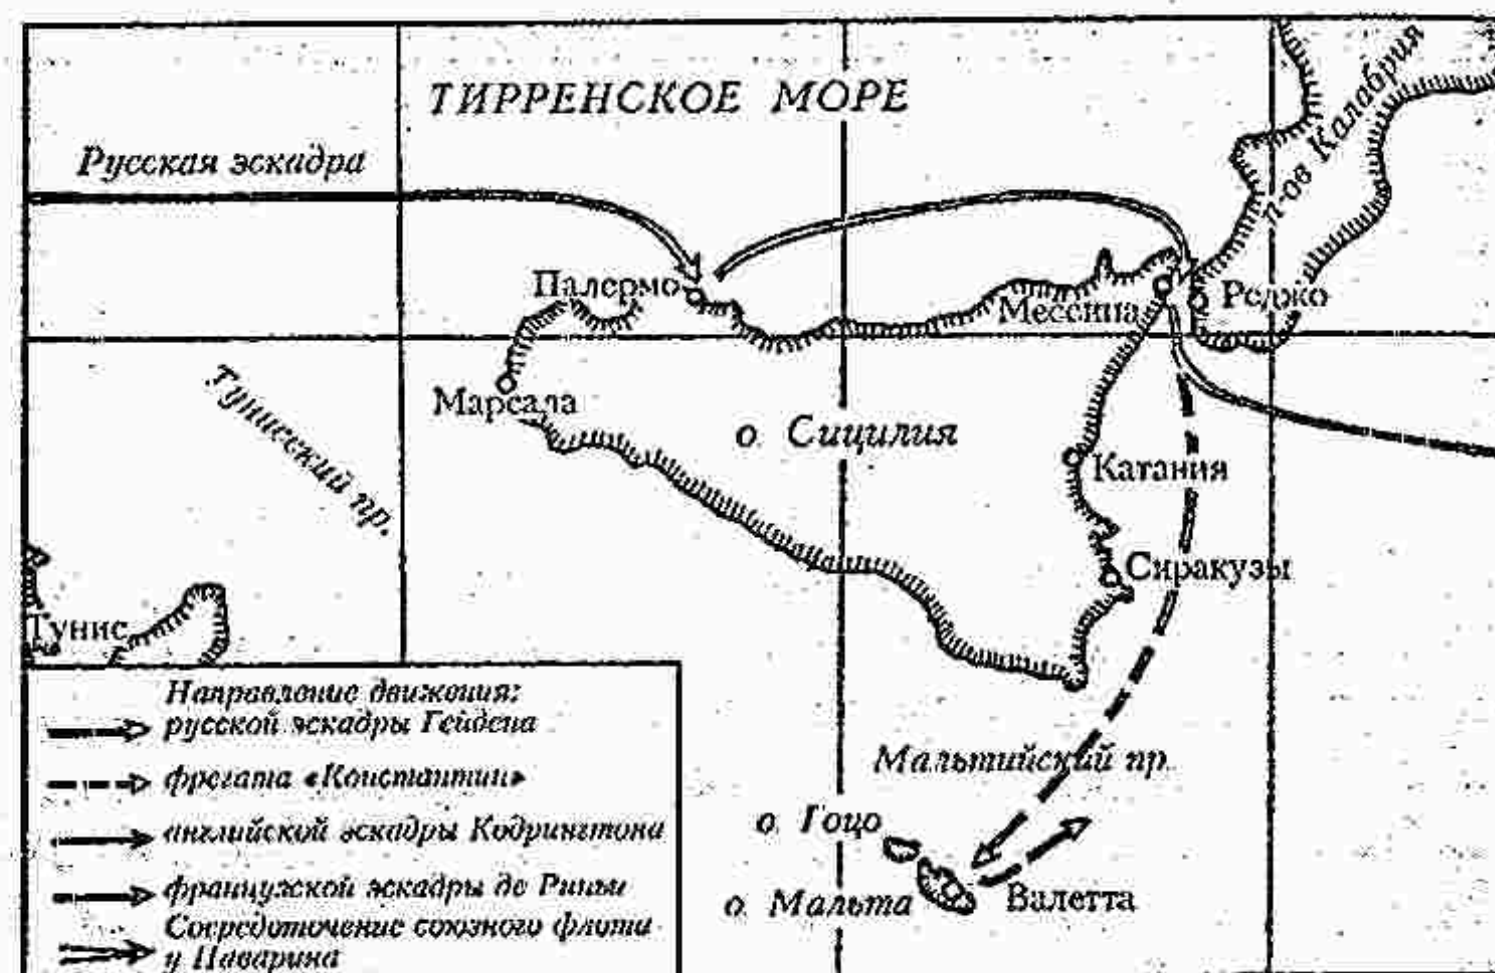 ТИРРЕНСКОЕ МОРЕ
п-ов Калабрия
Русская эскадра
Палермо
Мессина
Реджо
Марсала
Тунисский пр.
о. Сицилия
Катания
Сиракузы
Тунис
Мальтийский пр.
о. Гоцо
о. Мальта
Валетта
Направление движения:
русской эскадры Гейдена
фрегата «Константин»
английской эскадры Кодрингтона
французской эскадры де Риньи
Сосредоточение союзного флота
у Наварина